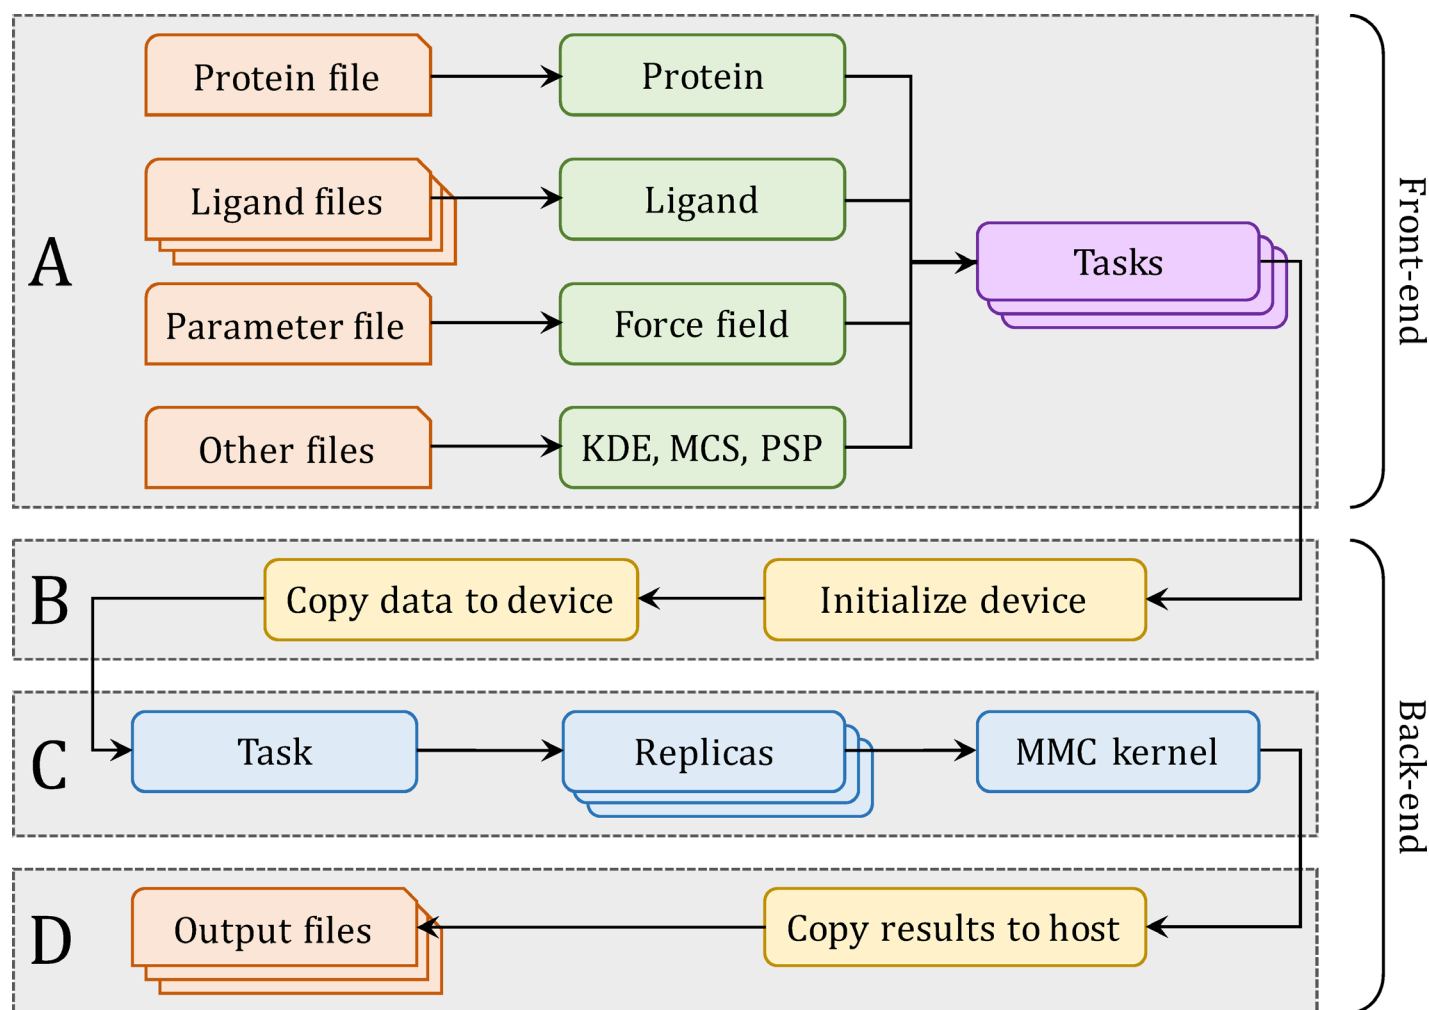 A
Protein file
Protein
Ligand files
Ligand
Tasks
Parameter file
Force field
Other files
KDE, MCS, PSP
Front-end
B
Copy data to device
Initialize device
C
Task
Replicas
MMC kernel
D
Output files
Copy results to host
Back-end